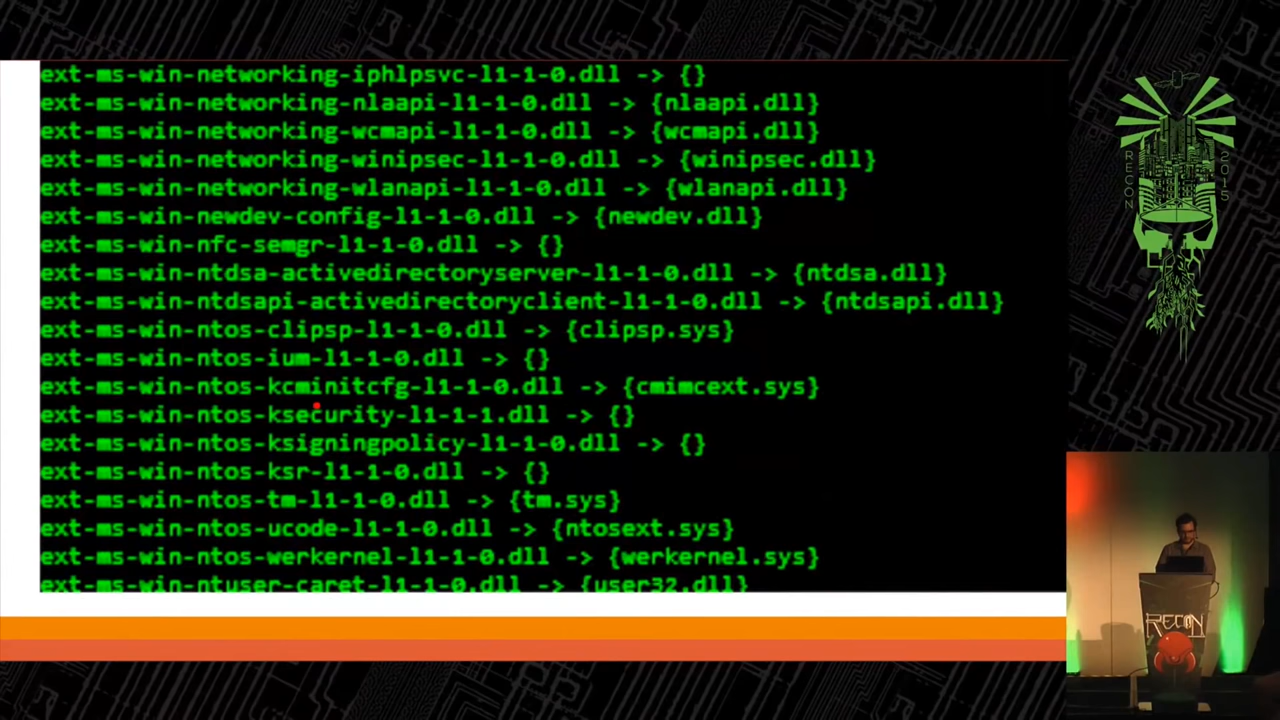 ext-ms-win-networking-iphlpsvc-l1-1-0.dll -> {}
ext-ms-win-networking-nlaapi-l1-1-0.dll -> {nlaapi.dll}
ext-ms-win-networking-wcmapi-l1-1-0.dll -> {wcmapi.dll}
ext-ms-win-networking-winipsec-l1-1-0.dll -> {winipsec.dll}
ext-ms-win-networking-wlanapi-l1-1-0.dll -> {wlanapi.dll}
ext-ms-win-newdev-config-l1-1-0.dll -> {newdev.dll}
ext-ms-win-nfc-semgr-l1-1-0.dll -> {}
ext-ms-win-ntdsa-activedirectoryserver-l1-1-0.dll -> {ntdsa.dll}
ext-ms-win-ntdsapi-activedirectoryclient-l1-1-0.dll -> {ntdsapi.dll}
ext-ms-win-ntos-clipsp-l1-1-0.dll -> {clipsp.sys}
ext-ms-win-ntos-ium-l1-1-0.dll -> {}
ext-ms-win-ntos-kcminitcfg-l1-1-0.dll -> {cmimcext.sys}
ext-ms-win-ntos-ksecurity-l1-1-1.dll -> {}
ext-ms-win-ntos-ksigningpolicy-l1-1-0.dll -> {}
ext-ms-win-ntos-ksr-l1-1-0.dll -> {}
ext-ms-win-ntos-tm-l1-1-0.dll -> {tm.sys}
ext-ms-win-ntos-ucode-l1-1-0.dll -> {ntosext.sys}
ext-ms-win-ntos-werkernel-l1-1-0.dll -> {werkernel.sys}
ext-ms-win-ntuser-caret-l1-1-0.dll -> {user32.dll}
RECON
2015
RECON